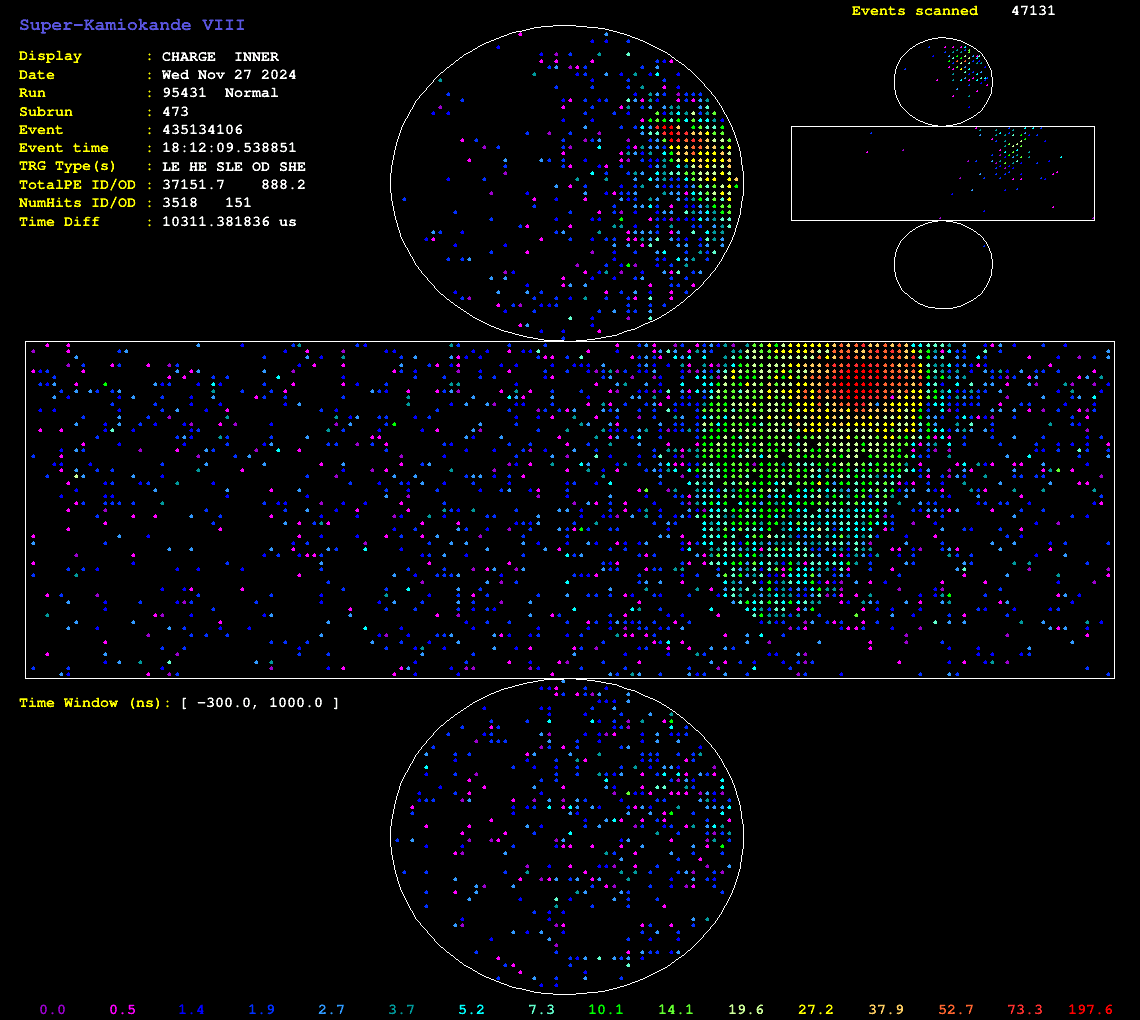 Super-Kamiokande VIII
Display : CHARGE INNER
Date : Wed Nov 27 2024
Run : 95431 Normal
Subrun : 473
Event : 435134106
Event time : 18:12:09.538851
TRG Type(s) : LE HE SLE OD SHE
TotalPE ID/OD : 37151.7 888.2
NumHits ID/OD : 3518 151
Time Diff : 10311.381836 us
Events scanned 47131
Time Window (ns): [ -300.0, 1000.0 ]
0.0 0.5 1.4 1.9 2.7 3.7 5.2 7.3 10.1 14.1 19.6 27.2 37.9 52.7 73.3 197.6